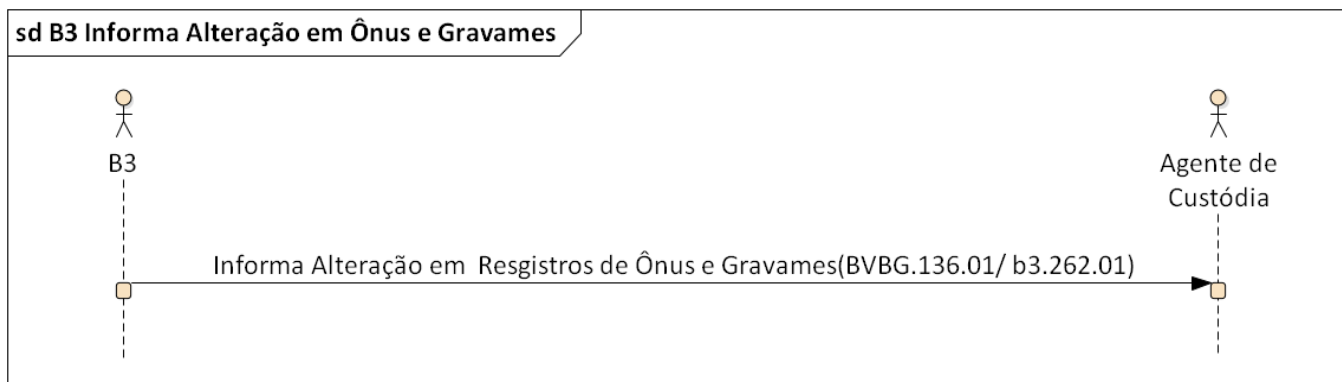 sd B3 Informa Alteração em Ônus e Gravames
B3
Agente de
Custódia
Informa Alteração em  Resgistros de Ônus e Gravames(BVBG.136.01/ b3.262.01)